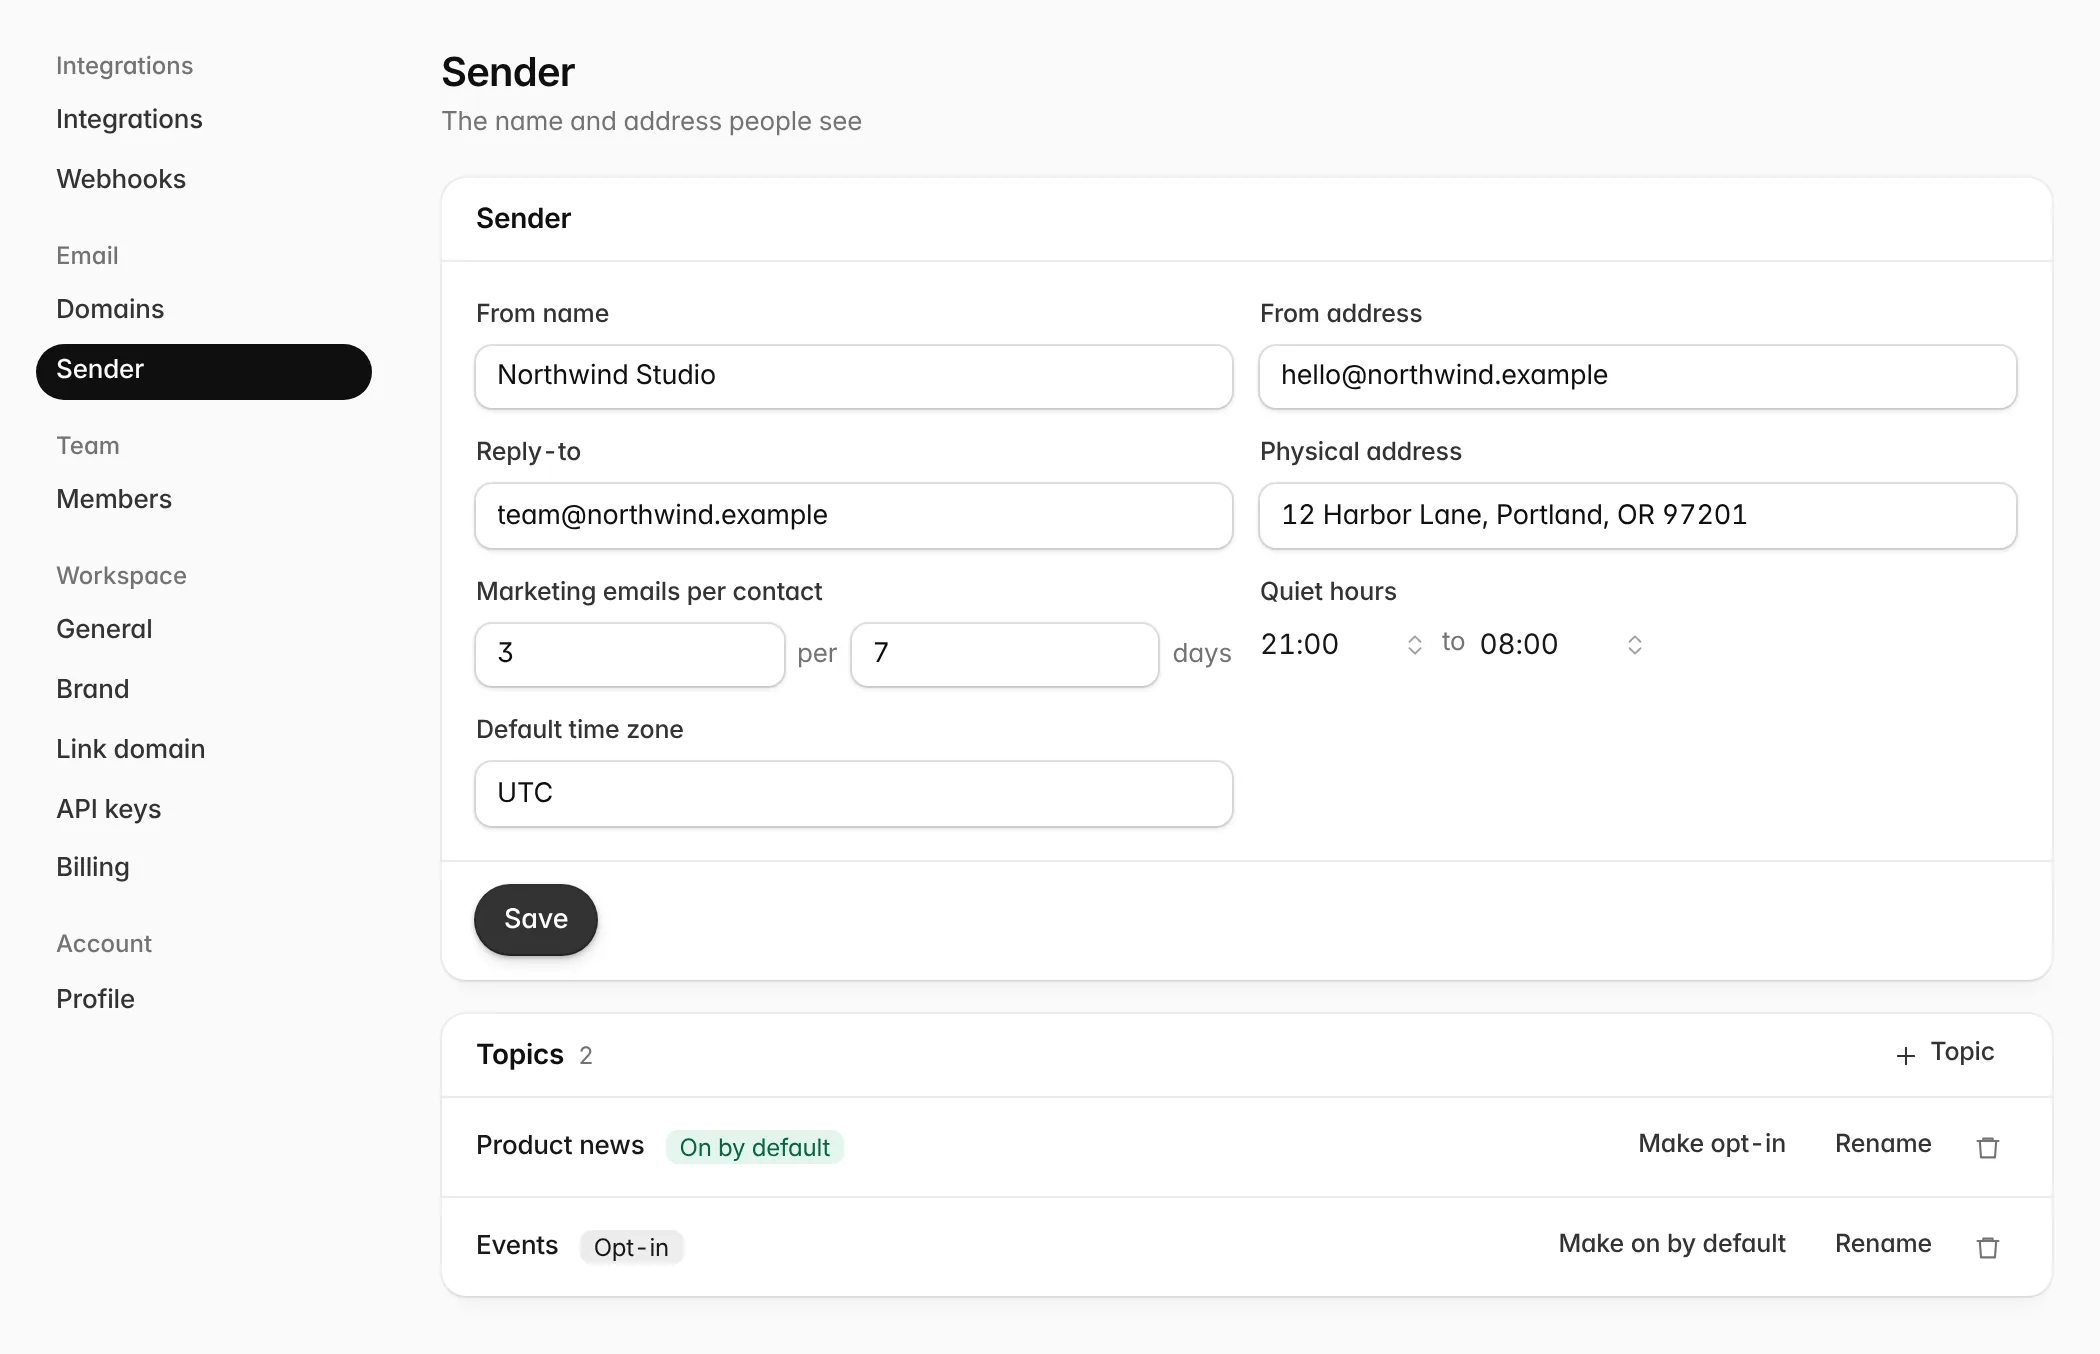 Integrations
Integrations
Webhooks
Email
Domains
Sender
Team
Members
Workspace
General
Brand
Link domain
API keys
Billing
Account
Profile
Sender
The name and address people see
Sender
From name
From address
Northwind Studio
hello@northwind.example
Reply-to
Physical address
team@northwind.example
12 Harbor Lane, Portland, OR 97201
Marketing emails per contact
Quiet hours
3 per 7 days
21:00 to 08:00
Default time zone
UTC
Save
Topics 2
+ Topic
Product news On by default Make opt-in Rename
Events Opt-in Make on by default Rename